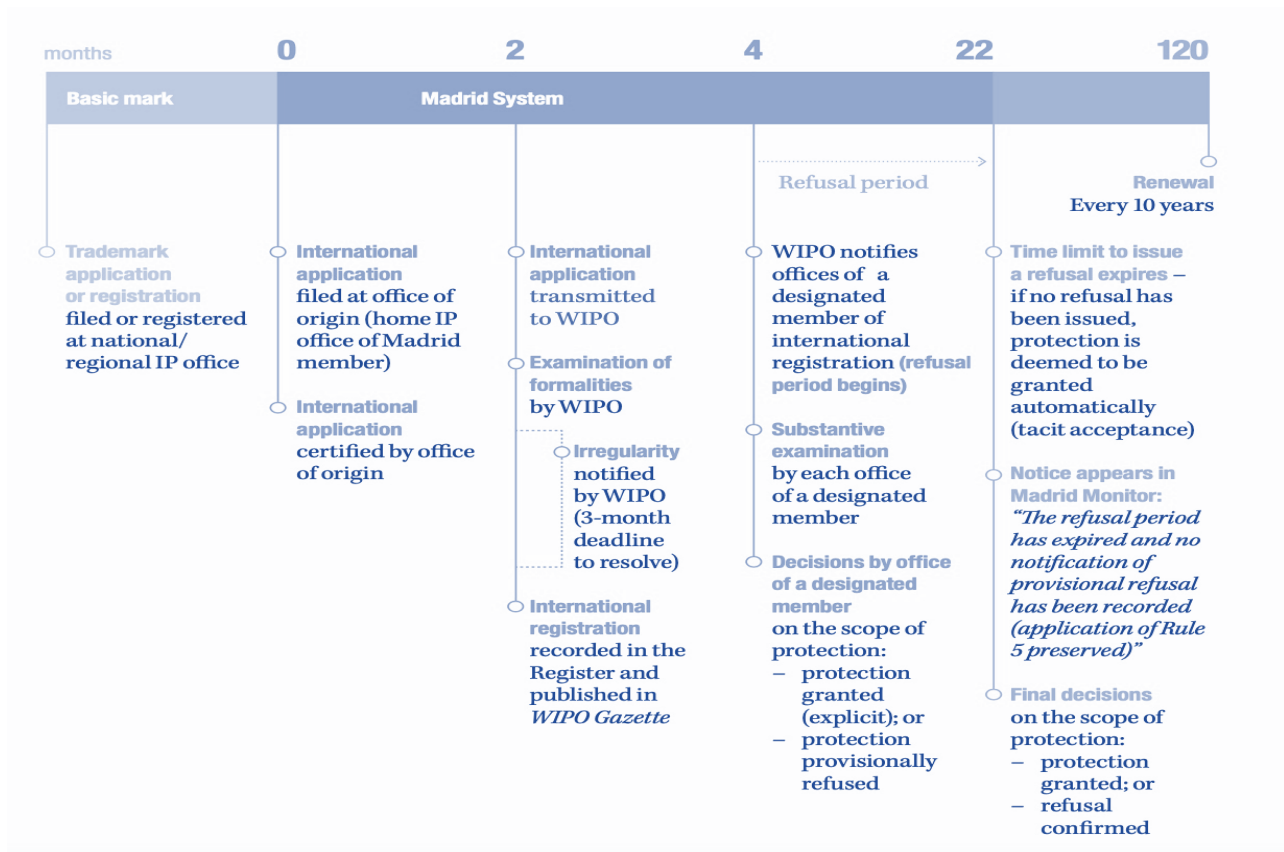 months
0
2
4
22
120
Basic mark
Madrid System
Refusal period
Renewal
Every 10 years
Trademark
application
or registration
filed or registered
at national/
regional IP office
International
application
filed at office of
origin (home IP
office of Madrid
member)
International
application
certified by office
of origin
International
application
transmitted
to WIPO
Examination of
formalities
by WIPO
Irregularity
notified
by WIPO
(3-month
deadline
to resolve)
International
registration
recorded in the
Register and
published in
WIPO Gazette
WIPO notifies
offices of a
designated
member of
international
registration (refusal
period begins)
Substantive
examination
by each office
of a designated
member
Decisions by office
of a designated
member
on the scope of
protection:
– protection
granted
(explicit); or
– protection
provisionally
refused
Time limit to issue
a refusal expires –
if no refusal has
been issued,
protection is
deemed to be
granted
automatically
(tacit acceptance)
Notice appears in
Madrid Monitor:
“The refusal period
has expired and no
notification of
provisional refusal
has been recorded
(application of Rule
5 preserved)”
Final decisions
on the scope of
protection:
– protection
granted; or
– refusal
confirmed